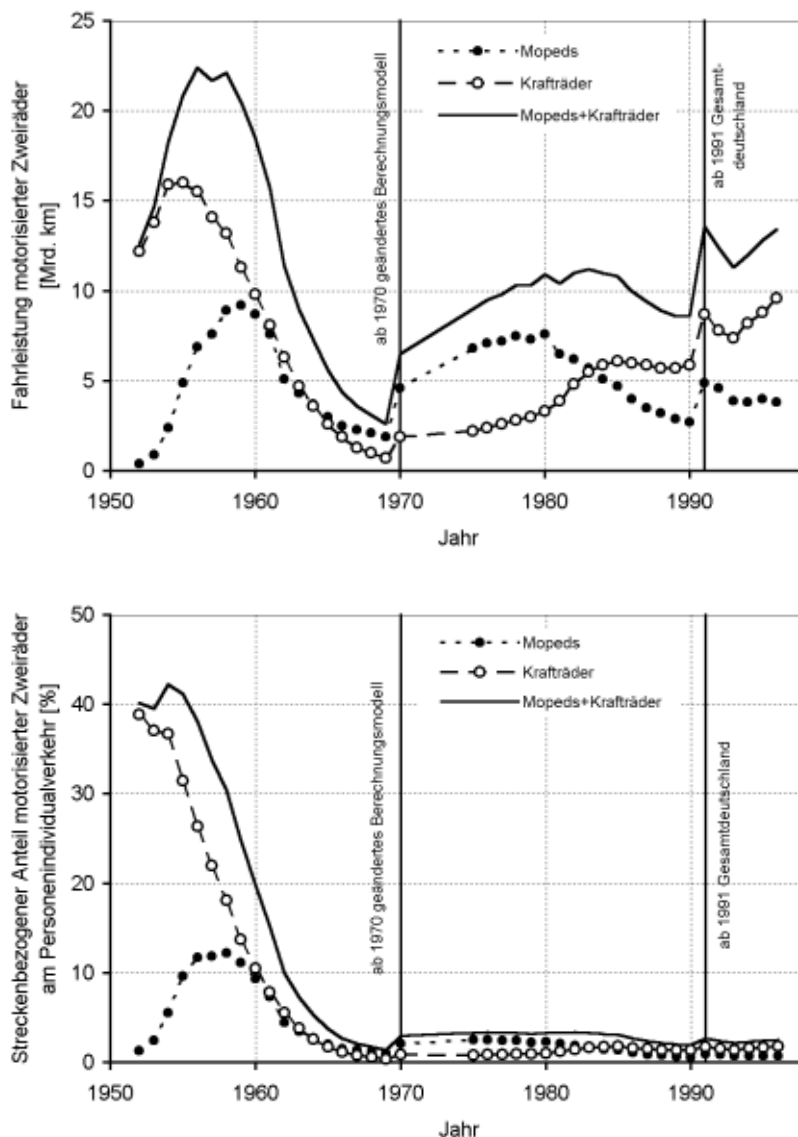 Fahrleistung motorisierter Zweiräder
[Mrd. km]
25
20
15
10
5
0
Mopeds
Krafträder
Mopeds+Krafträder
ab 1970 geändertes Berechnungsmodell
ab 1991 Gesamt-
deutschland
1950 1960 1970 1980 1990
Jahr
Streckenbezogener Anteil motorisierter Zweiräder
am Personenindividualverkehr [%]
50
40
30
20
10
0
Mopeds
Krafträder
Mopeds+Krafträder
ab 1970 geändertes Berechnungsmodell
ab 1991 Gesamtdeutschland
1950 1960 1970 1980 1990
Jahr